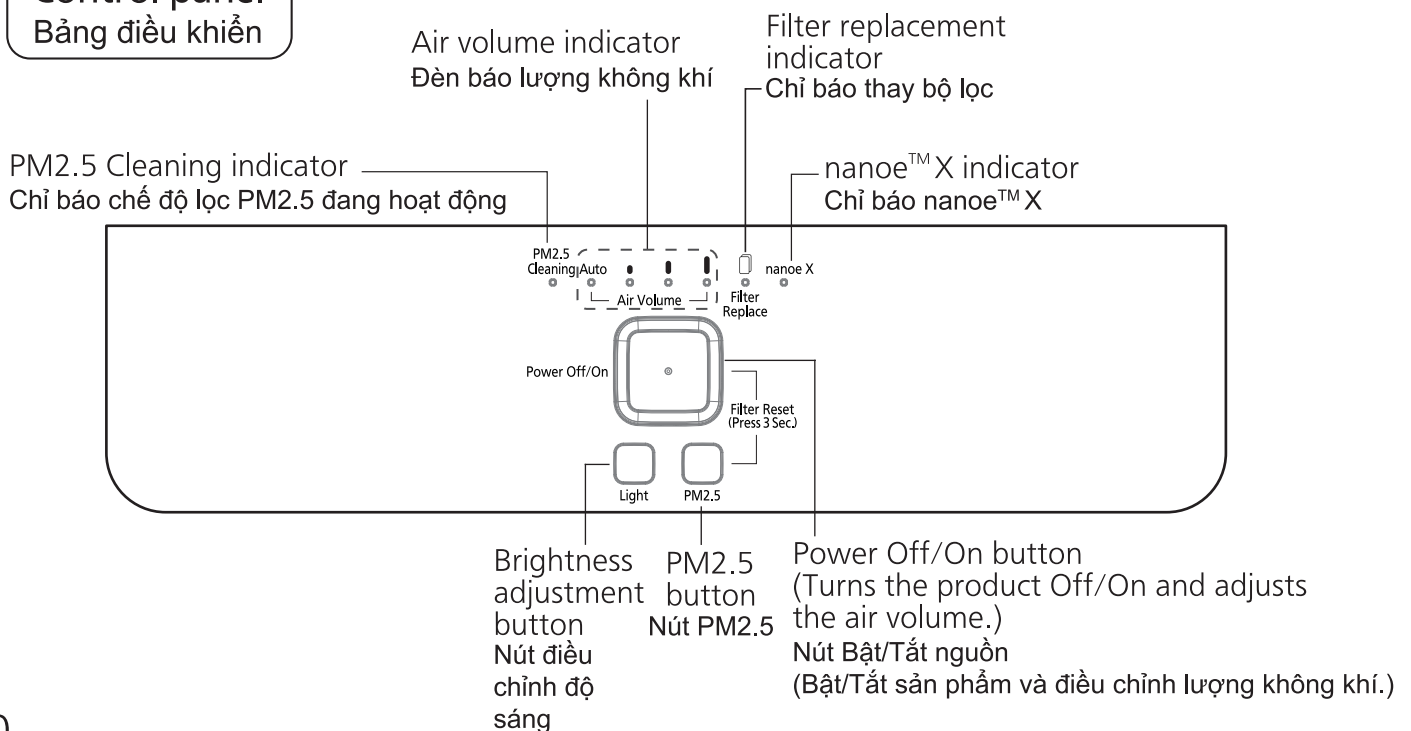 Control panel
Bảng điều khiển
Air volume indicator
Đèn báo lượng không khí
Filter replacement
indicator
Chỉ báo thay bộ lọc
PM2.5 Cleaning indicator
Chỉ báo chế độ lọc PM2.5 đang hoạt động
nanoe™ X indicator
Chỉ báo nanoe™ X
PM2.5
Cleaning
Auto
Air Volume
Filter
Replace
nanoe X
Power Off/On
Filter Reset
(Press 3 Sec.)
Light
PM2.5
Brightness
adjustment
button
Nút điều
chỉnh độ
sáng
PM2.5
button
Nút PM2.5
Power Off/On button
(Turns the product Off/On and adjusts
the air volume.)
Nút Bật/Tắt nguồn
(Bật/Tắt sản phẩm và điều chỉnh lượng không khí.)